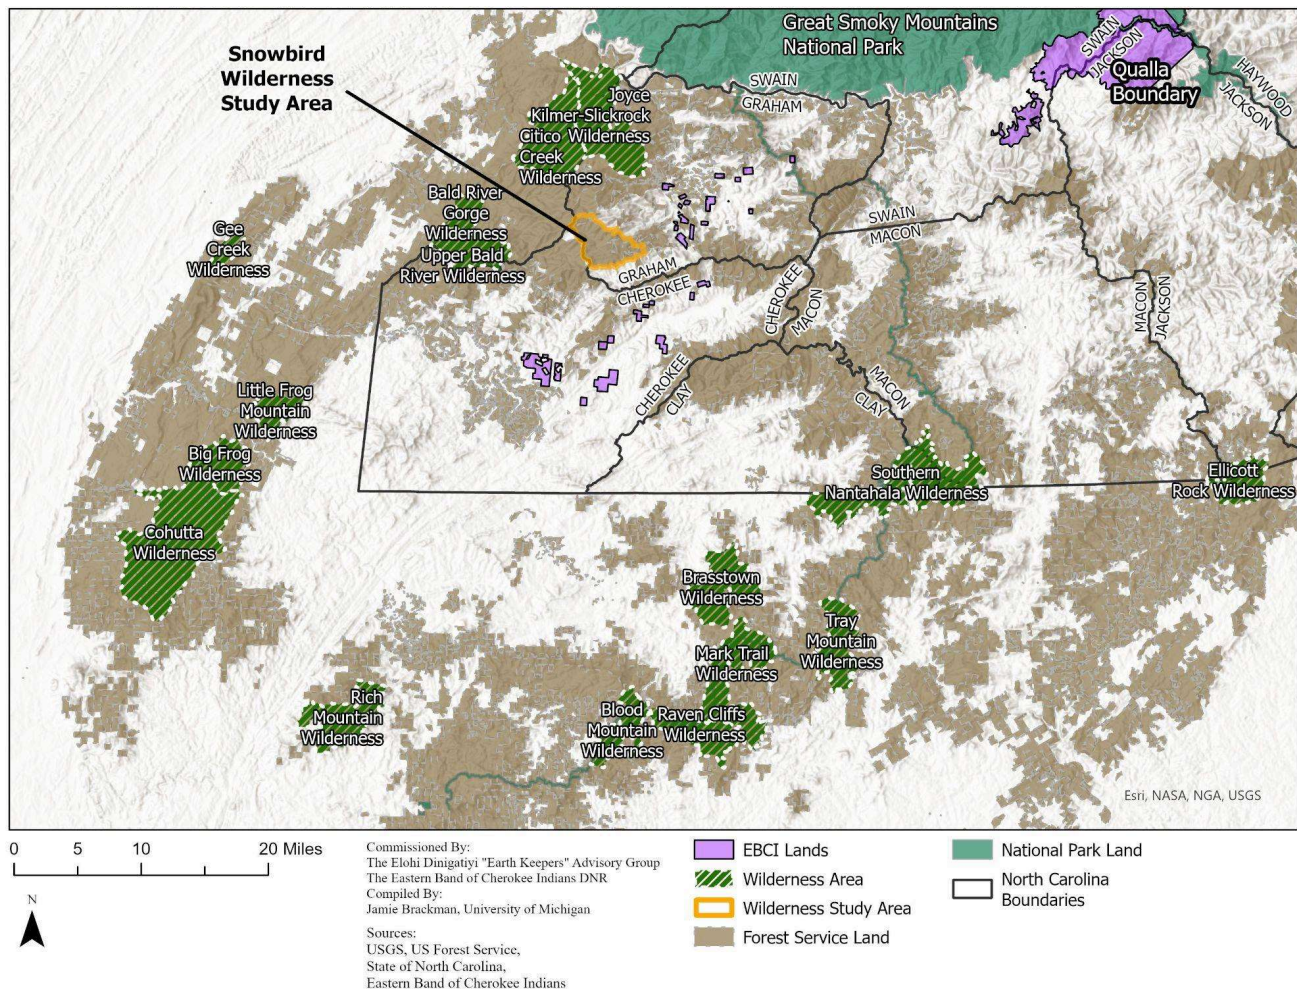 Great Smoky Mountains
National Park
Snowbird
Wilderness
Study Area
SWAIN
JACKSON
Qualla
Boundary
HAYWOOD
JACKSON
SWAIN
GRAHAM
Joyce
Kilmer-Slickrock
Citico Wilderness
Creek
Wilderness
Bald River
Gorge
Wilderness
Upper Bald
River Wilderness
Gee
Creek
Wilderness
SWAIN
MACON
GRAHAM
CHEROKEE
CHEROKEE
MACON
MACON
JACKSON
CHEROKEE
CLAY
MACON
CLAY
Little Frog
Mountain
Wilderness
Big Frog
Wilderness
Cohutta
Wilderness
Southern
Nantahala Wilderness
Ellicott
Rock Wilderness
Brasstown
Wilderness
Tray
Mountain
Wilderness
Mark Trail
Wilderness
Rich
Mountain
Wilderness
Blood
Mountain
Wilderness
Raven Cliffs
Wilderness
Esri, NASA, NGA, USGS
0 5 10 20 Miles
N
Commissioned By:
The Elohi Dinigatiyi "Earth Keepers" Advisory Group
The Eastern Band of Cherokee Indians DNR
Compiled By:
Jamie Brackman, University of Michigan
Sources:
USGS, US Forest Service,
State of North Carolina,
Eastern Band of Cherokee Indians
EBCI Lands
Wilderness Area
Wilderness Study Area
Forest Service Land
National Park Land
North Carolina
Boundaries